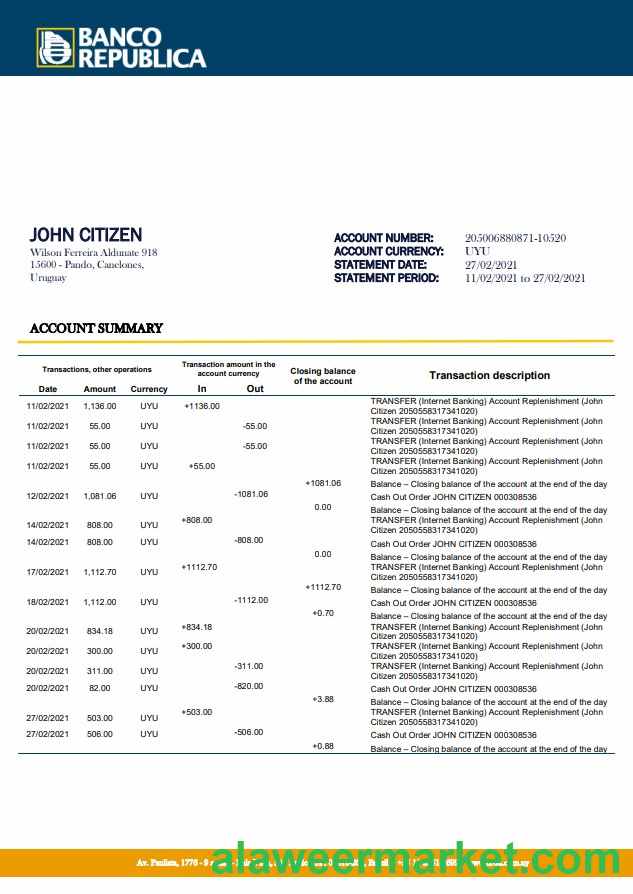 BANCO
REPUBLICA
JOHN CITIZEN
Wilson Ferreira Aldunate 918
15600 - Pando, Canelones,
Uruguay
ACCOUNT NUMBER: 205006880871-10520
ACCOUNT CURRENCY: UYU
STATEMENT DATE: 27/02/2021
STATEMENT PERIOD: 11/02/2021 to 27/02/2021
ACCOUNT SUMMARY
Transactions, other operations
Transaction amount in the
account currency
Closing balance
of the account
Transaction description
Date Amount Currency In Out
11/02/2021 1,136.00 UYU +1136.00 TRANSFER (Internet Banking) Account Replenishment (John
Citizen 2050558317341020)
11/02/2021 55.00 UYU -55.00 TRANSFER (Internet Banking) Account Replenishment (John
Citizen 2050558317341020)
11/02/2021 55.00 UYU -55.00 TRANSFER (Internet Banking) Account Replenishment (John
Citizen 2050558317341020)
11/02/2021 55.00 UYU +55.00 TRANSFER (Internet Banking) Account Replenishment (John
Citizen 2050558317341020)
+1081.06 Balance – Closing balance of the account at the end of the day
12/02/2021 1,081.06 UYU -1081.06 Cash Out Order JOHN CITIZEN 000308536
0.00 Balance – Closing balance of the account at the end of the day
14/02/2021 808.00 UYU +808.00 TRANSFER (Internet Banking) Account Replenishment (John
Citizen 2050558317341020)
14/02/2021 808.00 UYU -808.00 Cash Out Order JOHN CITIZEN 000308536
0.00 Balance – Closing balance of the account at the end of the day
17/02/2021 1,112.70 UYU +1112.70 TRANSFER (Internet Banking) Account Replenishment (John
Citizen 2050558317341020)
+1112.70 Balance – Closing balance of the account at the end of the day
18/02/2021 1,112.00 UYU -1112.00 Cash Out Order JOHN CITIZEN 000308536
+0.70 Balance – Closing balance of the account at the end of the day
20/02/2021 834.18 UYU +834.18 TRANSFER (Internet Banking) Account Replenishment (John
Citizen 2050558317341020)
20/02/2021 300.00 UYU +300.00 TRANSFER (Internet Banking) Account Replenishment (John
Citizen 2050558317341020)
20/02/2021 311.00 UYU -311.00 TRANSFER (Internet Banking) Account Replenishment (John
Citizen 2050558317341020)
20/02/2021 82.00 UYU -820.00 Cash Out Order JOHN CITIZEN 000308536
+3.88 Balance – Closing balance of the account at the end of the day
27/02/2021 503.00 UYU +503.00 TRANSFER (Internet Banking) Account Replenishment (John
Citizen 2050558317341020)
27/02/2021 506.00 UYU -506.00 Cash Out Order JOHN CITIZEN 000308536
+0.88 Balance – Closing balance of the account at the end of the day
Av. Paulista, 1776 - 9
alaweermarket.com